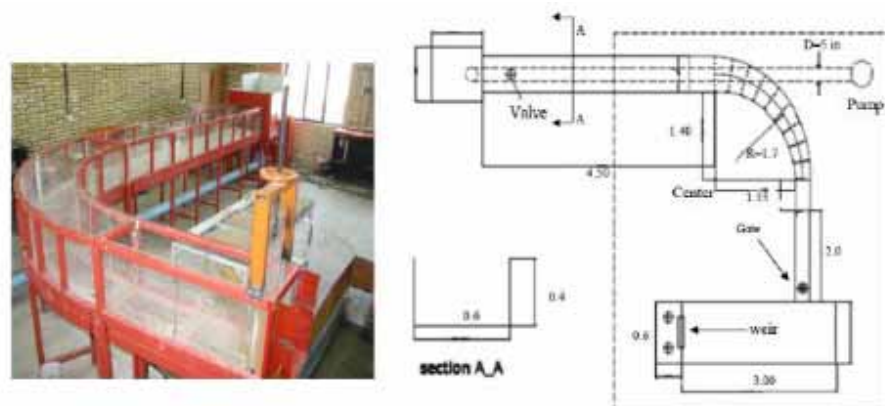 A
D=5 in
Valve
A
Pump
1.40
R=1.7
4.50
Center
1.15
Gate
2.0
0.6
0.4
0.6
weir
section A_A
3.00